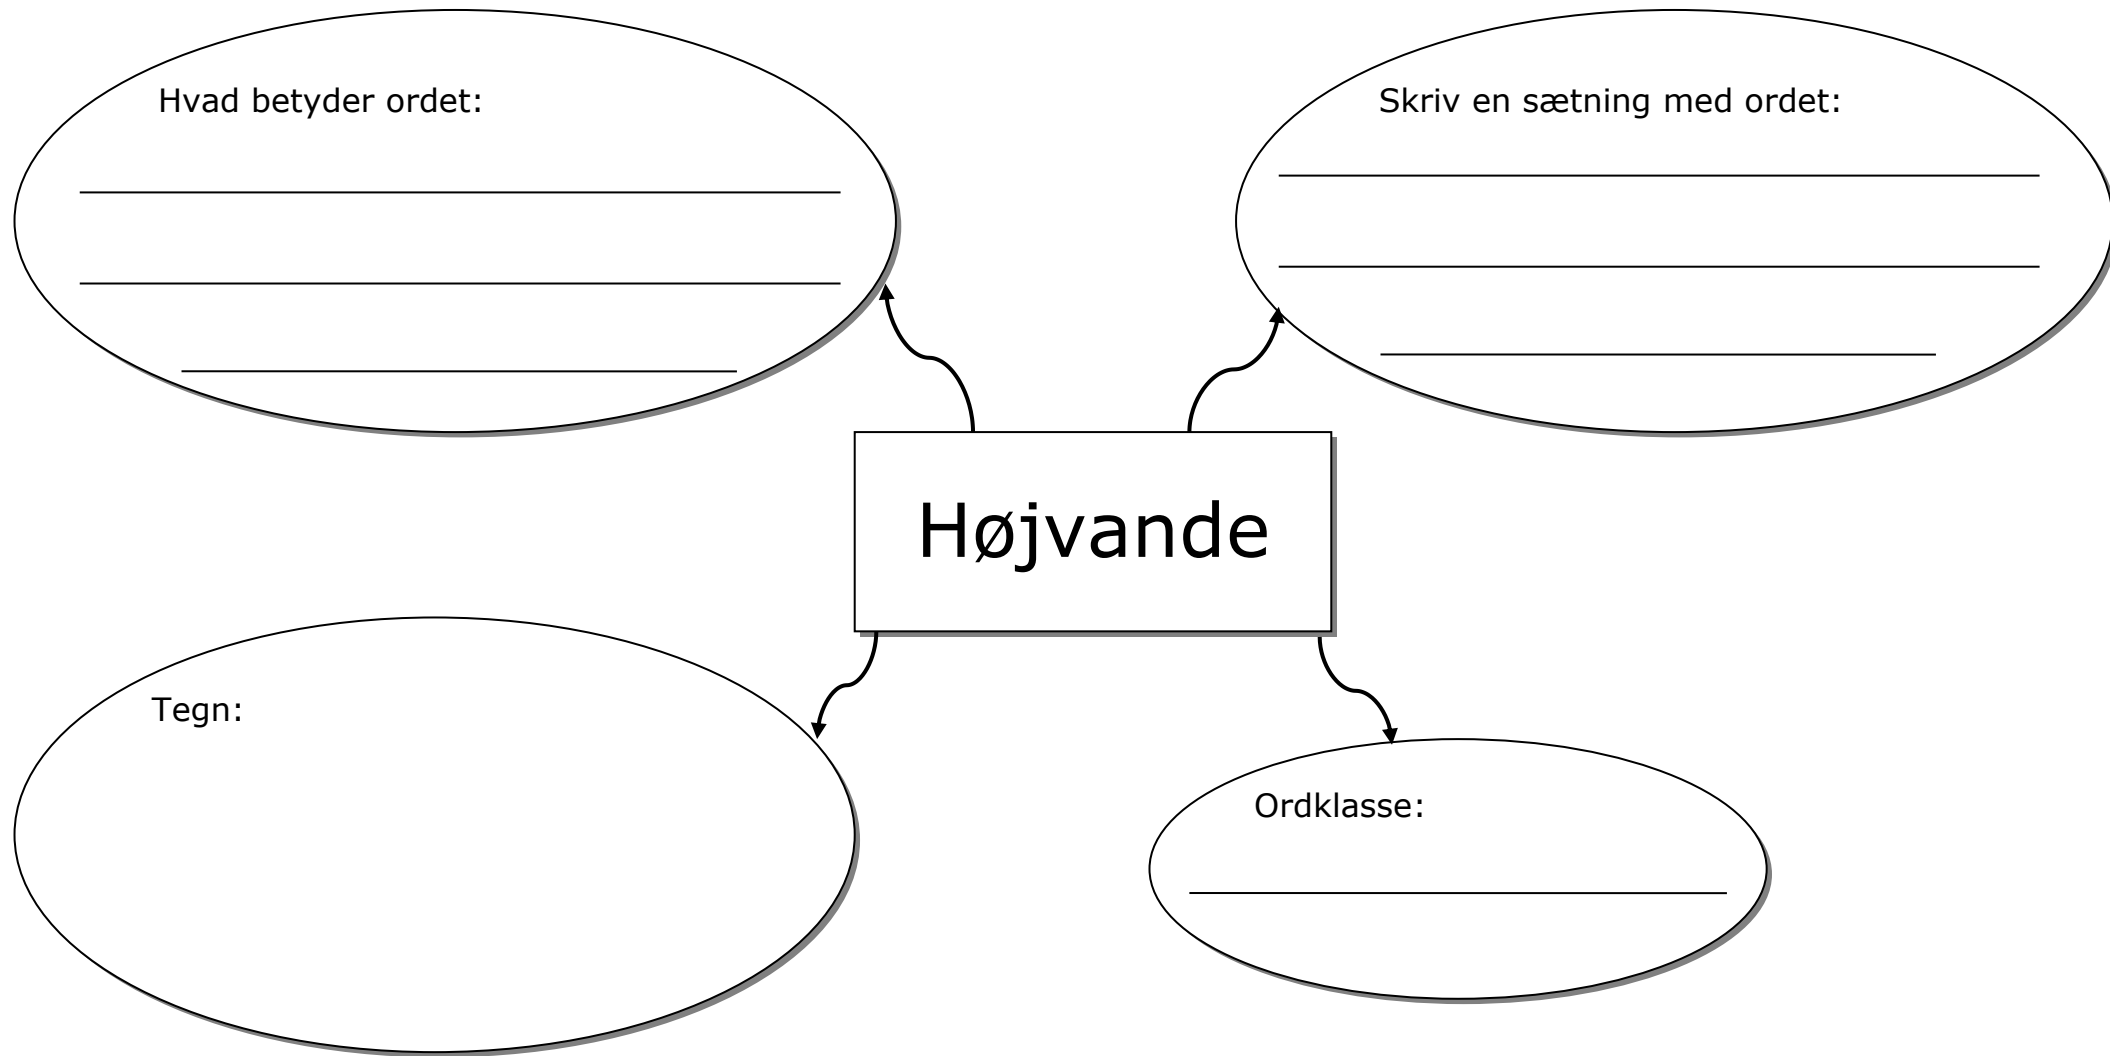 Hvad betyder ordet:
Skriv en sætning med ordet:
Højvande
Tegn:
Ordklasse: